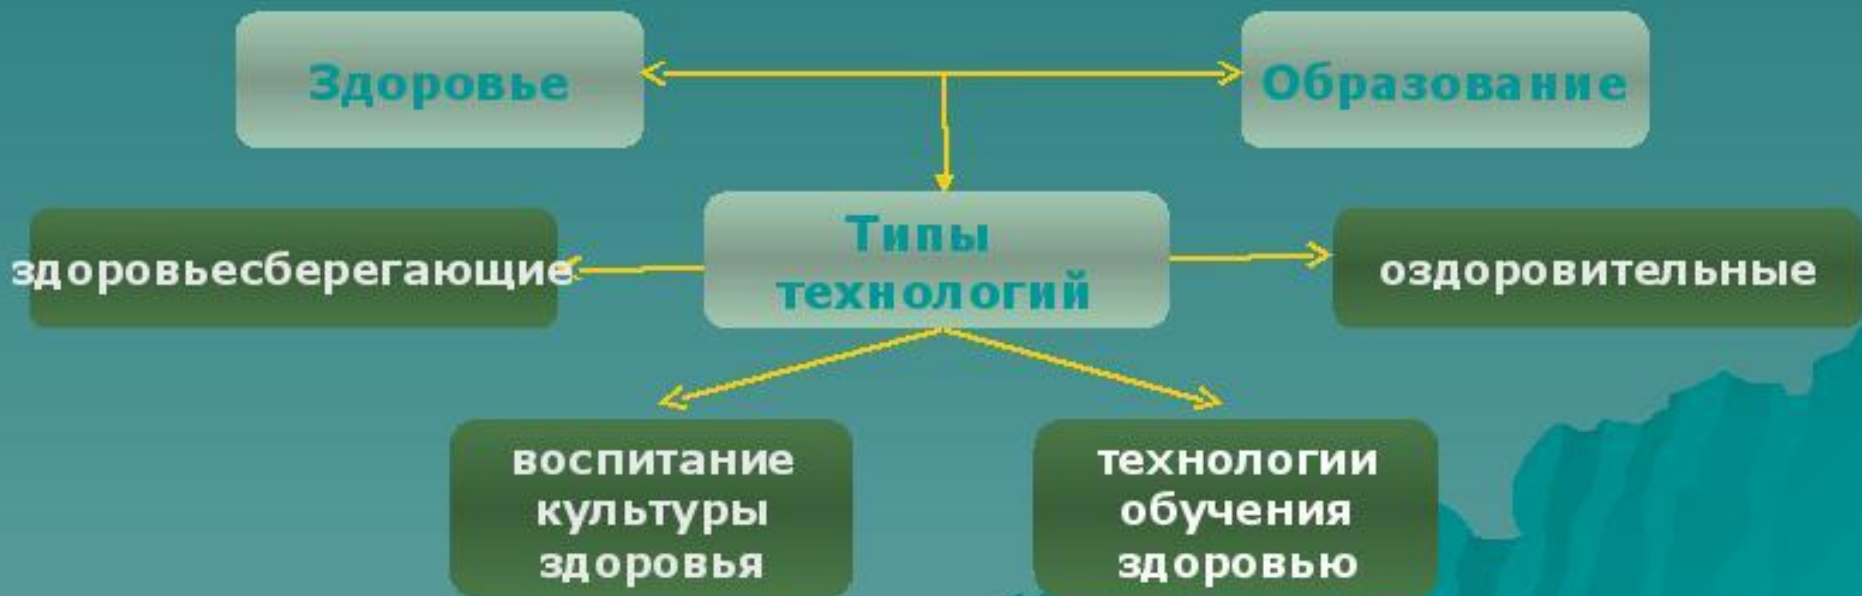 Здоровье
Образование
Типы
технологий
здоровьесберегающие
оздоровительные
воспитание
культуры
здоровья
технологии
обучения
здоровью